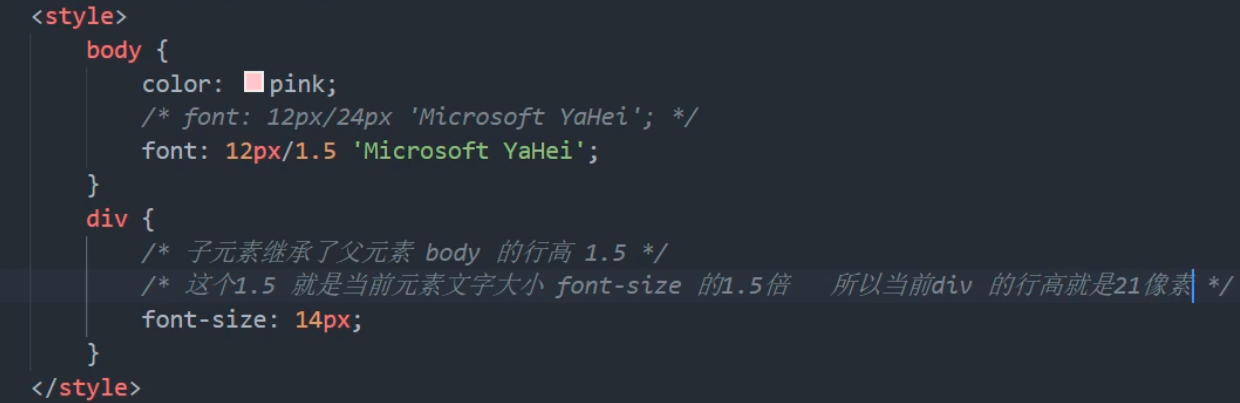 <style>
body {
color: pink;
/* font: 12px/24px 'Microsoft YaHei'; */
font: 12px/1.5 'Microsoft YaHei';
}
div {
/* 子元素继承了父元素 body 的行高 1.5 */
/* 这个1.5 就是当前元素文字大小 font-size 的1.5倍   所以当前div 的行高就是21像素 */
font-size: 14px;
}
</style>